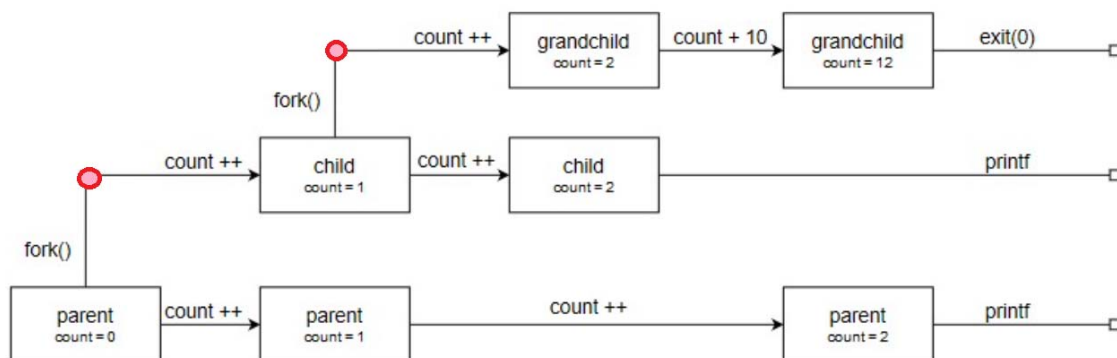 count ++
grandchild
count = 2
count + 10
grandchild
count = 12
exit(0)
fork()
count ++
child
count = 1
count ++
child
count = 2
printf
fork()
parent
count = 0
count ++
parent
count = 1
count ++
parent
count = 2
printf